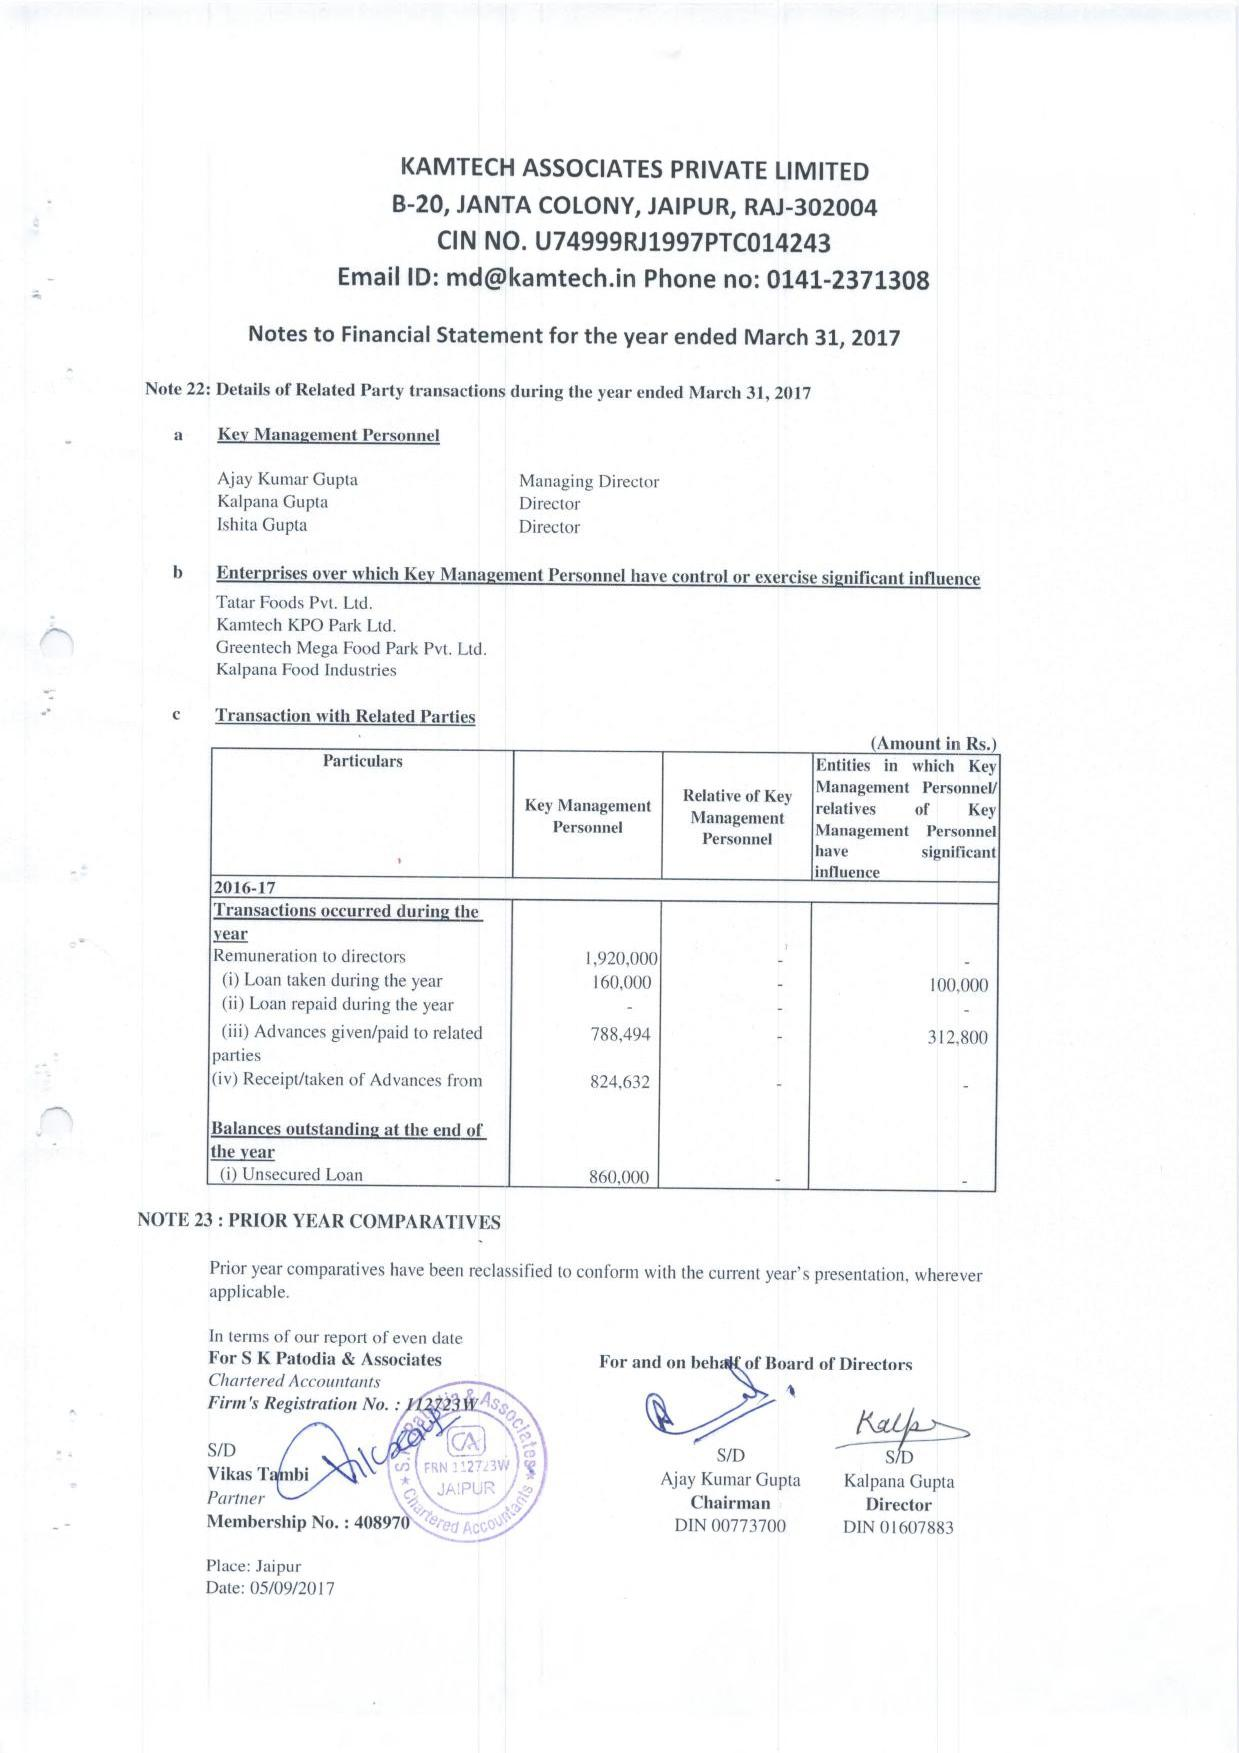 KAMTECH ASSOCIATES PRIVATE LIMITED
B-20, JANTA COLONY, JAIPUR, RAJ-302004
CIN NO. U74999RJ1997PTC014243
Email ID: md@kamtech.in Phone no: 0141-2371308
Notes to Financial Statement for the year ended March 31, 2017
Note 22: Details of Related Party transactions during the year ended March 31, 2017
a Key Management Personnel
Ajay Kumar Gupta Managing Director
Kalpana Gupta Director
Ishita Gupta Director
b Enterprises over which Key Management Personnel have control or exercise significant influence
Tatar Foods Pvt. Ltd.
Kamtech KPO Park Ltd.
Greentech Mega Food Park Pvt. Ltd.
Kalpana Food Industries
c Transaction with Related Parties
(Amount in Rs.)
Particulars
Key Management
Personnel
Relative of Key
Management
Personnel
Entities in which Key
Management Personnel/
relatives of Key
Management Personnel
have significant
influence
2016-17
Transactions occurred during the
year
Remuneration to directors 1,920,000 - -
(i) Loan taken during the year 160,000 - 100,000
(ii) Loan repaid during the year - - -
(iii) Advances given/paid to related 788,494 - 312,800
parties
(iv) Receipt/taken of Advances from 824,632 - -
Balances outstanding at the end of
the year
(i) Unsecured Loan 860,000 - -
NOTE 23 : PRIOR YEAR COMPARATIVES
Prior year comparatives have been reclassified to conform with the current year's presentation, wherever
applicable.
In terms of our report of even date
For S K Patodia & Associates
Chartered Accountants
Firm's Registration No. : 112723W
S/D
Vikas Tambi
Partner
Membership No. : 408970
S.K. Patodia & Associates
CA
FRN 112723W
JAIPUR
★ Chartered Accountants ★
For and on behalf of Board of Directors
Kalp
S/D S/D
Ajay Kumar Gupta Kalpana Gupta
Chairman Director
DIN 00773700 DIN 01607883
Place: Jaipur
Date: 05/09/2017